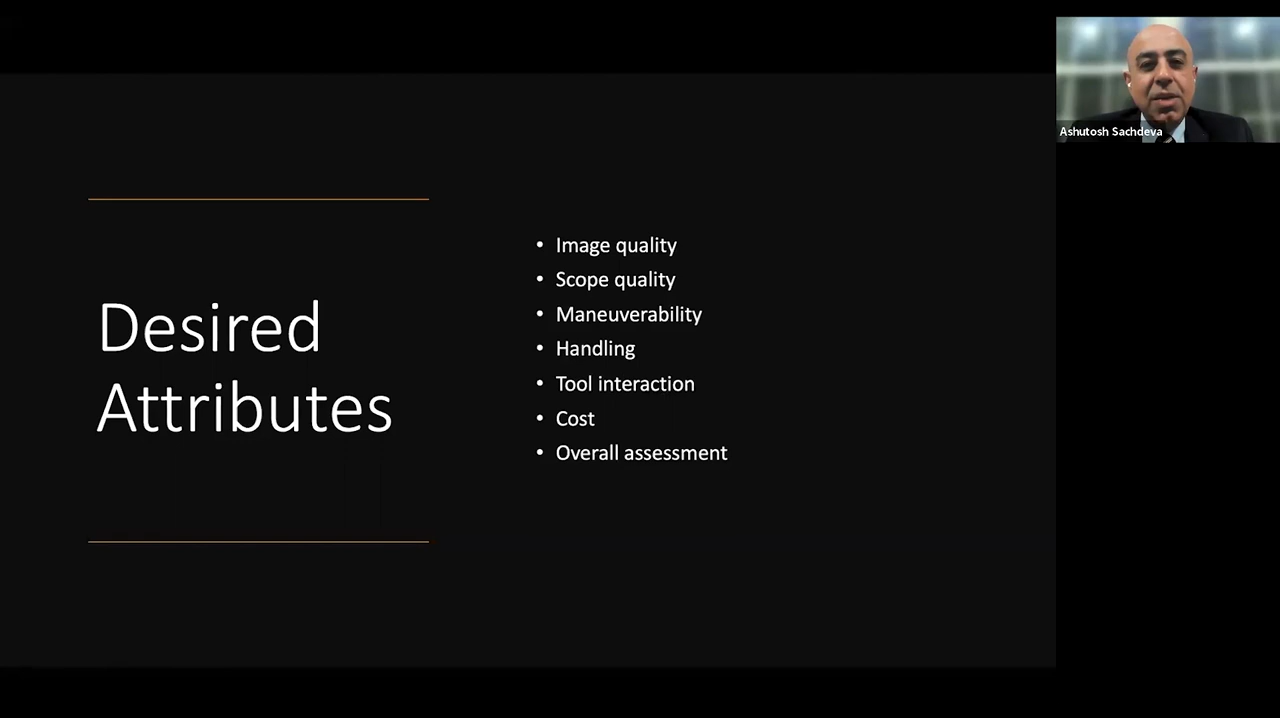 Desired
Attributes
• Image quality
• Scope quality
• Maneuverability
• Handling
• Tool interaction
• Cost
• Overall assessment
Ashutosh Sachdeva